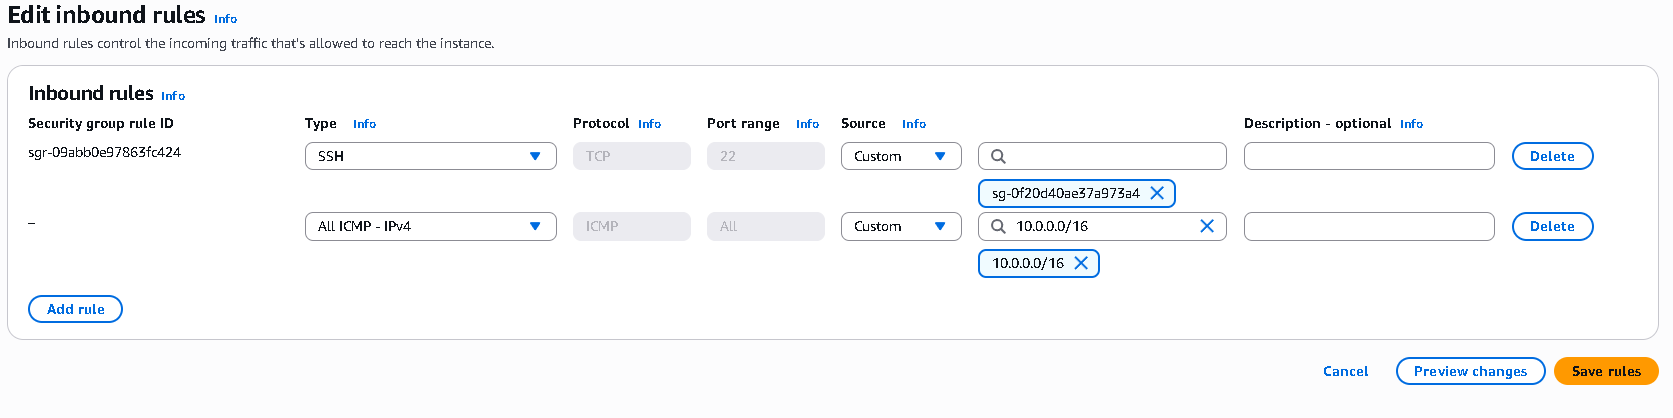 Edit inbound rules Info
Inbound rules control the incoming traffic that's allowed to reach the instance.
Inbound rules Info
Security group rule ID Type Info Protocol Info Port range Info Source Info Description - optional Info
sgr-09abb0e97863fc424 SSH TCP 22 Custom Delete
sg-0f20d40ae37a973a4
– All ICMP - IPv4 ICMP All Custom 10.0.0.0/16 Delete
10.0.0.0/16
Add rule
Cancel Preview changes Save rules